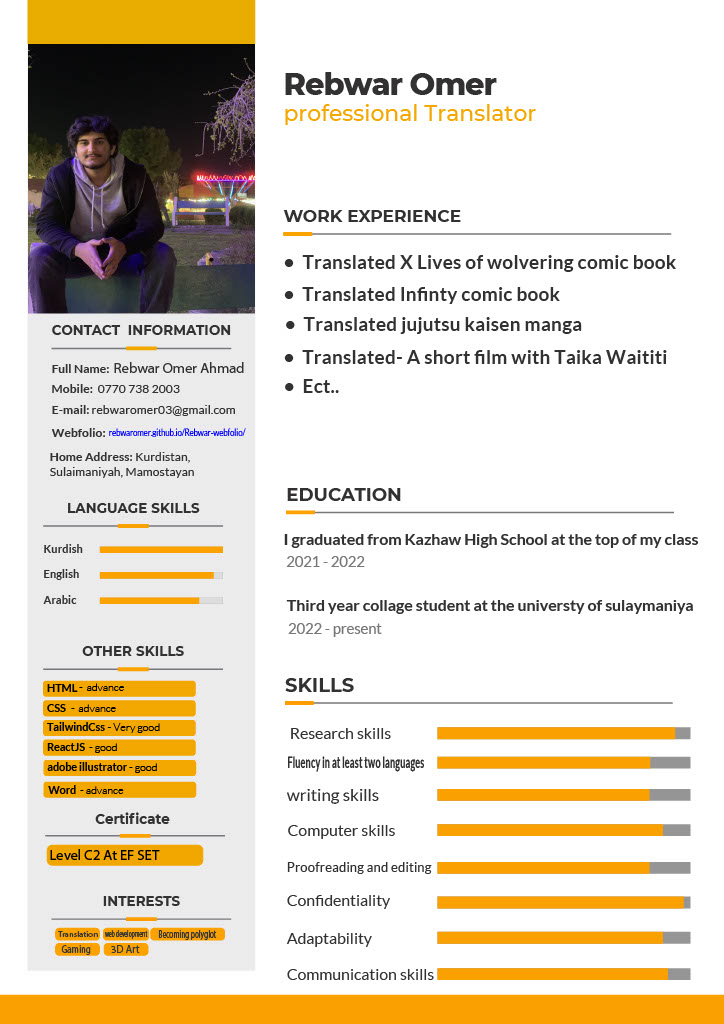 Rebwar Omer
professional Translator
WORK EXPERIENCE
● Translated X Lives of wolvering comic book
● Translated Infinty comic book
● Translated jujutsu kaisen manga
● Translated- A short film with Taika Waititi
● Ect..
EDUCATION
I graduated from Kazhaw High School at the top of my class
2021 - 2022
Third year collage student at the universty of sulaymaniya
2022 - present
SKILLS
Research skills
Fluency in at least two languages
writing skills
Computer skills
Proofreading and editing
Confidentiality
Adaptability
Communication skills
CONTACT INFORMATION
Full Name: Rebwar Omer Ahmad
Mobile: 0770 738 2003
E-mail: rebwaromer03@gmail.com
Webfolio: rebwaromer.github.io/Rebwar-webfolio/
Home Address: Kurdistan,
Sulaimaniyah, Mamostayan
LANGUAGE SKILLS
Kurdish
English
Arabic
OTHER SKILLS
HTML - advance
CSS - advance
TailwindCss - Very good
ReactJS - good
adobe illustrator - good
Word - advance
Certificate
Level C2 At EF SET
INTERESTS
Translation web development Becoming polyglot
Gaming 3D Art